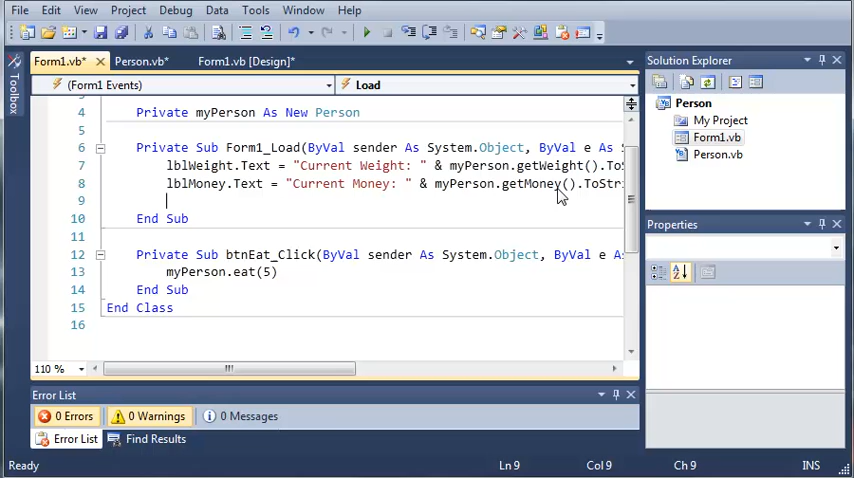 File Edit View Project Debug Data Tools Window Help
Form1.vb* Person.vb* Form1.vb [Design]*
Solution Explorer
Toolbox
(Form1 Events) Load
Person
My Project
Form1.vb
Person.vb
4 Private myPerson As New Person
5
6 Private Sub Form1_Load(ByVal sender As System.Object, ByVal e As S
7 lblWeight.Text = "Current Weight: " & myPerson.getWeight().ToS
8 lblMoney.Text = "Current Money: " & myPerson.getMoney().ToStri
9
10 End Sub
11
12 Private Sub btnEat_Click(ByVal sender As System.Object, ByVal e As
13 myPerson.eat(5)
14 End Sub
15 End Class
16
Properties
110 %
Error List
0 Errors 0 Warnings 0 Messages
Error List Find Results
Ready Ln 9 Col 9 Ch 9 INS